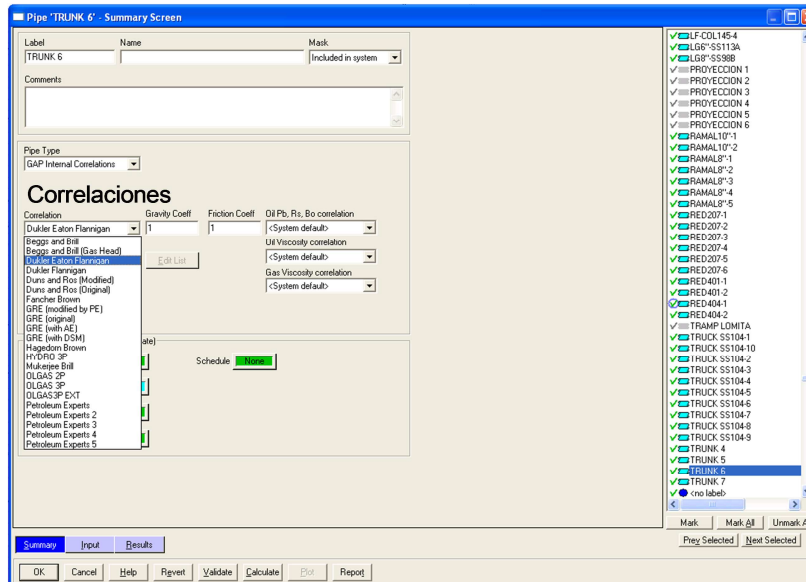 Pipe 'TRUNK 6' - Summary Screen
Label
Name
Mask
TRUNK 6
Included in system
Comments
Pipe Type
GAP Internal Correlations
Correlaciones
Correlation
Gravity Coeff
Friction Coeff
Oil Pb, Rs, Bo correlation
Dukler Eaton Flannigan
1
1
<System default>
Oil Viscosity correlation
<System default>
Gas Viscosity correlation
<System default>
Edit List
Beggs and Brill
Beggs and Brill (Gas Head)
Dukler Eaton Flannigan
Dukler Flannigan
Duns and Ros (Modified)
Duns and Ros (Original)
Fancher Brown
GRE (modified by PE)
GRE (original)
GRE (with AE)
GRE (with DSM)
Hagedorn Brown
HYDRO 3P
Mukerjee Brill
OLGAS 2P
OLGAS 3P
OLGAS3P EXT
Petroleum Experts
Petroleum Experts 2
Petroleum Experts 3
Petroleum Experts 4
Petroleum Experts 5
ate)
Schedule
None
LF-COL145-4
LG6"-SS113A
LG8"-SS98B
PROYECCION 1
PROYECCION 2
PROYECCION 3
PROYECCION 4
PROYECCION 5
PROYECCION 6
RAMAL10"-1
RAMAL10"-2
RAMAL8"-1
RAMAL8"-2
RAMAL8"-3
RAMAL8"-4
RAMAL8"-5
RED207-1
RED207-2
RED207-3
RED207-4
RED207-5
RED207-6
RED401-1
RED401-2
RED404-1
RED404-2
TRAMP LOMITA
TRUCK SS104-1
TRUCK SS104-10
TRUCK SS104-2
TRUCK SS104-3
TRUCK SS104-4
TRUCK SS104-5
TRUCK SS104-6
TRUCK SS104-7
TRUCK SS104-8
TRUCK SS104-9
TRUNK 4
TRUNK 5
TRUNK 6
TRUNK 7
<no label>
Mark
Mark All
Unmark A
Prev Selected
Next Selected
Summary
Input
Results
OK
Cancel
Help
Revert
Validate
Calculate
Plot
Report